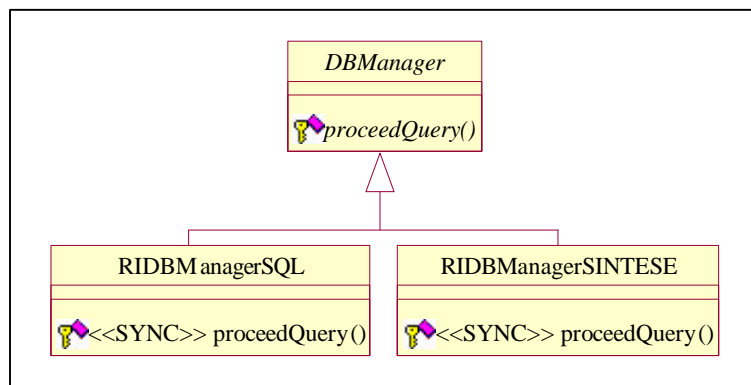 DBManager
proceedQuery()
RIDBManagerSQL
<<SYNC>> proceedQuery()
RIDBManagerSINTESE
<<SYNC>> proceedQuery()